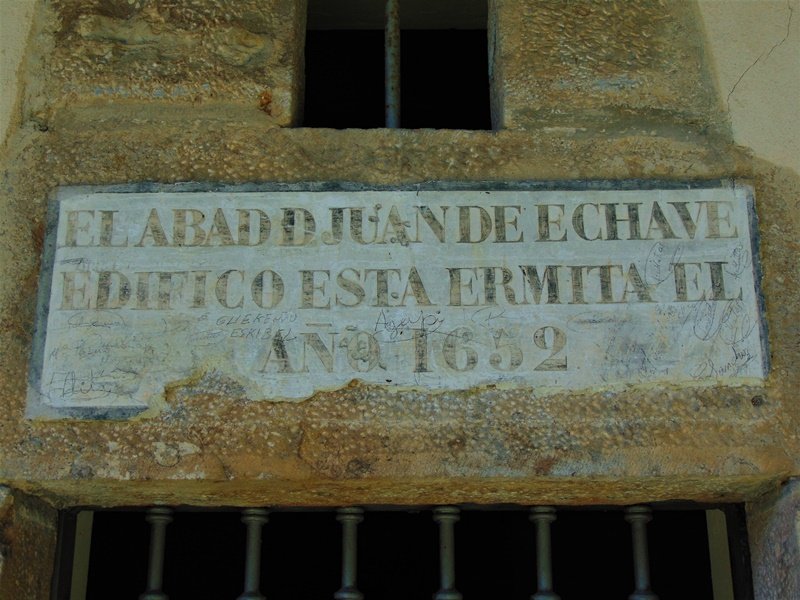 EL ABAD D JUAN DE ECHAVE
EDIFICO ESTA ERMITA EL
AÑO 1652